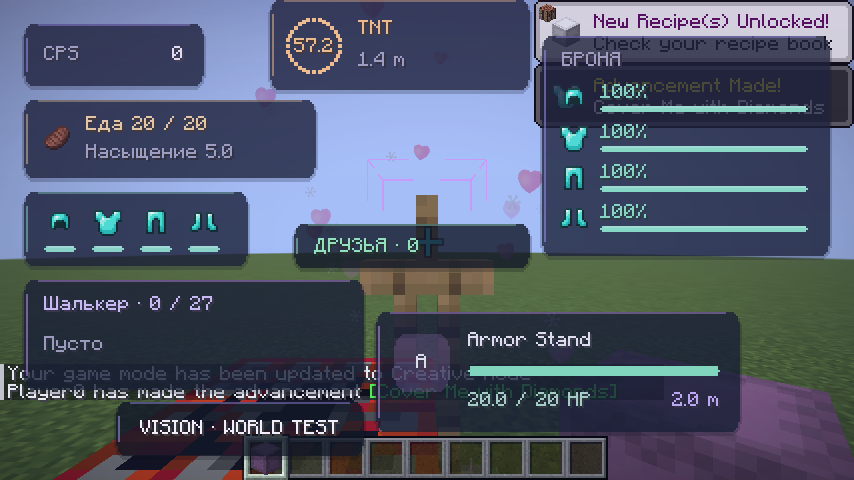 CPS 0
57.2
TNT
1.4 m
New Recipe(s) Unlocked!
Check your recipe book
БРОНЯ
Advancement Made!
Cover Me with Diamonds
100%
100%
100%
100%
Еда 20 / 20
Насыщение 5.0
ДРУЗЬЯ · 0
Шалькер · 0 / 27
Пусто
A
Armor Stand
20.0 / 20 HP 2.0 m
Your game mode has been updated to Creative Mode
Player0 has made the advancement [Cover Me with Diamonds]
VISION · WORLD TEST